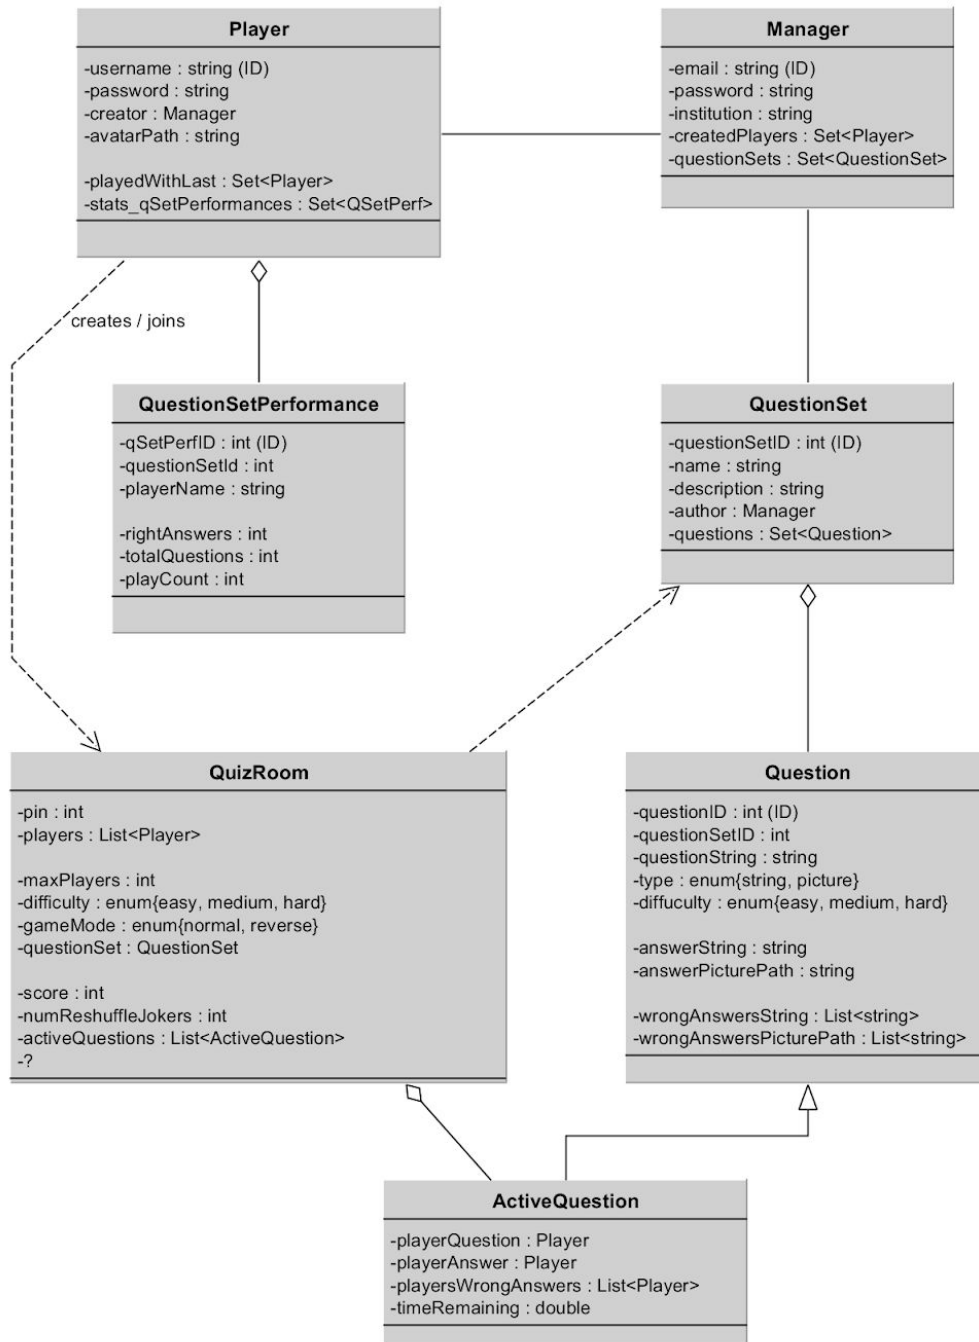 Player
-username : string (ID)
-password : string
-creator : Manager
-avatarPath : string
-playedWithLast : Set<Player>
-stats_qSetPerformances : Set<QSetPerf>
Manager
-email : string (ID)
-password : string
-institution : string
-createdPlayers : Set<Player>
-questionSets : Set<QuestionSet>
creates / joins
QuestionSetPerformance
-qSetPerfID : int (ID)
-questionSetId : int
-playerName : string
-rightAnswers : int
-totalQuestions : int
-playCount : int
QuestionSet
-questionSetID : int (ID)
-name : string
-description : string
-author : Manager
-questions : Set<Question>
QuizRoom
-pin : int
-players : List<Player>
-maxPlayers : int
-difficulty : enum{easy, medium, hard}
-gameMode : enum{normal, reverse}
-questionSet : QuestionSet
-score : int
-numReshuffleJokers : int
-activeQuestions : List<ActiveQuestion>
-?
Question
-questionID : int (ID)
-questionSetID : int
-questionString : string
-type : enum{string, picture}
-diffuculty : enum{easy, medium, hard}
-answerString : string
-answerPicturePath : string
-wrongAnswersString : List<string>
-wrongAnswersPicturePath : List<string>
ActiveQuestion
-playerQuestion : Player
-playerAnswer : Player
-playersWrongAnswers : List<Player>
-timeRemaining : double